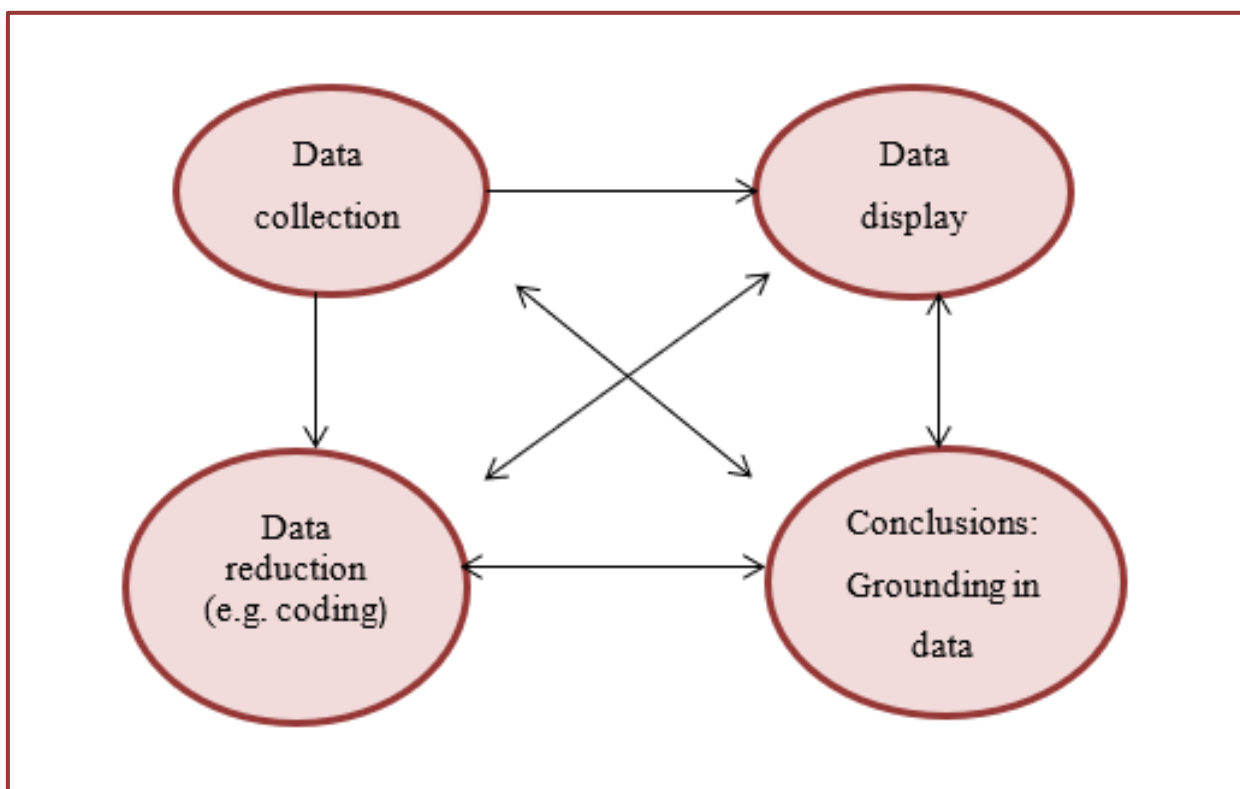 Data
collection
Data
display
Data
reduction
(e.g. coding)
Conclusions:
Grounding in
data